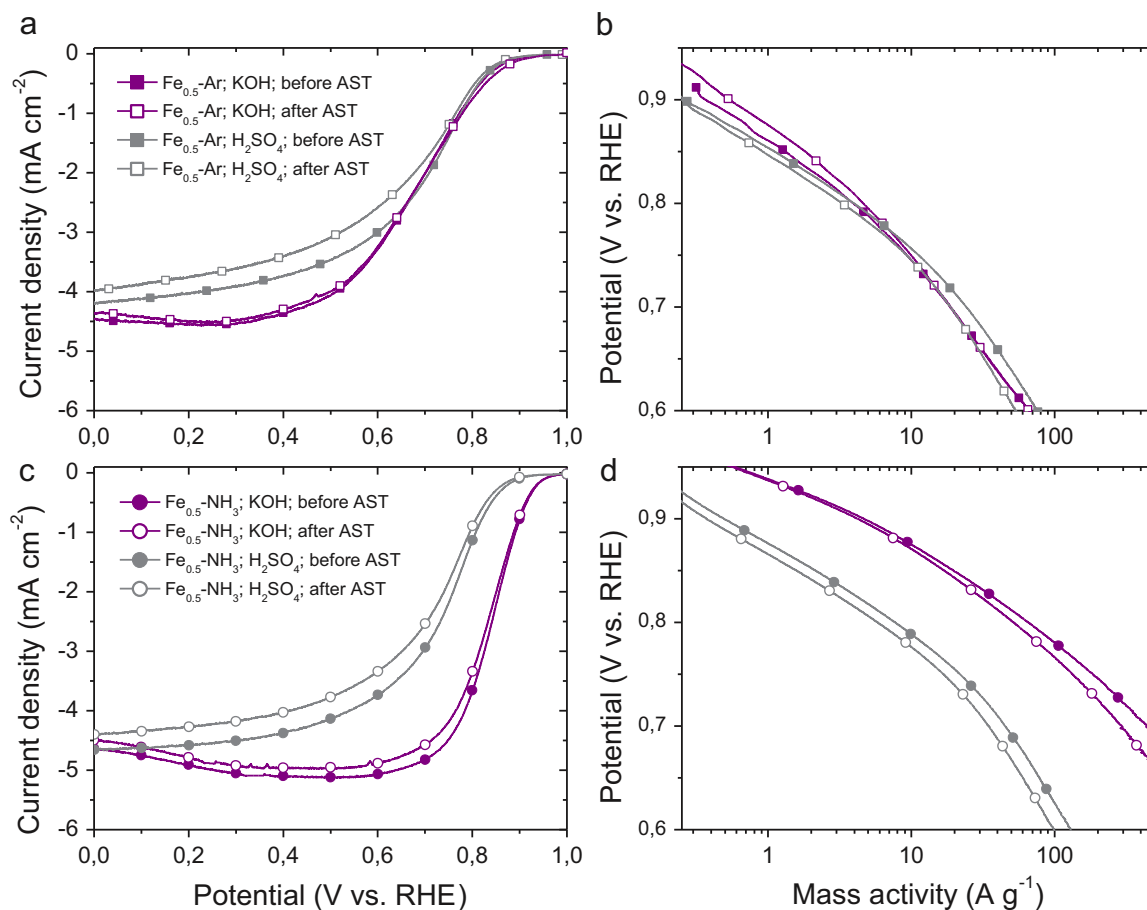 a
0
-1
-2
-3
-4
-5
-6
Current density (mA cm⁻²)
Fe₀.₅-Ar; KOH; before AST
Fe₀.₅-Ar; KOH; after AST
Fe₀.₅-Ar; H₂SO₄; before AST
Fe₀.₅-Ar; H₂SO₄; after AST
0,0 0,2 0,4 0,6 0,8 1,0
b
0,9
0,8
0,7
0,6
Potential (V vs. RHE)
1 10 100
c
0
-1
-2
-3
-4
-5
-6
Current density (mA cm⁻²)
Fe₀.₅-NH₃; KOH; before AST
Fe₀.₅-NH₃; KOH; after AST
Fe₀.₅-NH₃; H₂SO₄; before AST
Fe₀.₅-NH₃; H₂SO₄; after AST
0,0 0,2 0,4 0,6 0,8 1,0
Potential (V vs. RHE)
d
0,9
0,8
0,7
0,6
Potential (V vs. RHE)
1 10 100
Mass activity (A g⁻¹)